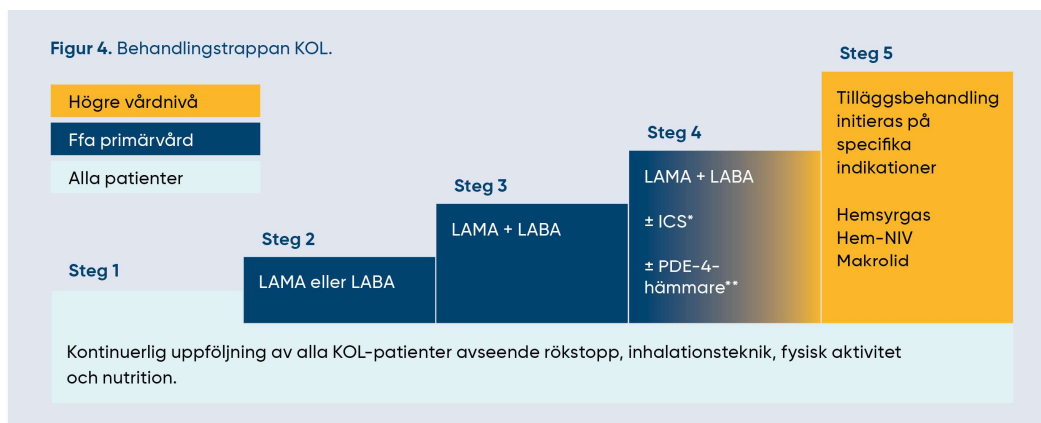 Figur 4. Behandlingstrappan KOL.
Högre vårdnivå
Ffa primärvård
Alla patienter
Steg 1
Steg 2
LAMA eller LABA
Steg 3
LAMA + LABA
Steg 4
LAMA + LABA
± ICS*
± PDE-4-
hämmare**
Steg 5
Tilläggsbehandling
initieras på
specifika
indikationer
Hemsyrgas
Hem-NIV
Makrolid
Kontinuerlig uppföljning av alla KOL-patienter avseende rökstopp, inhalationsteknik, fysisk aktivitet
och nutrition.